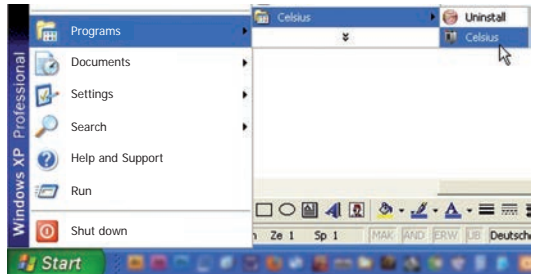 Programs
Documents
Settings
Search
Help and Support
Run
Shut down
Windows XP Professional
Celsius
Uninstall
Celsius
Ze 1 Sp 1 MAK ÄND ERW ÜB Deutsch
Start